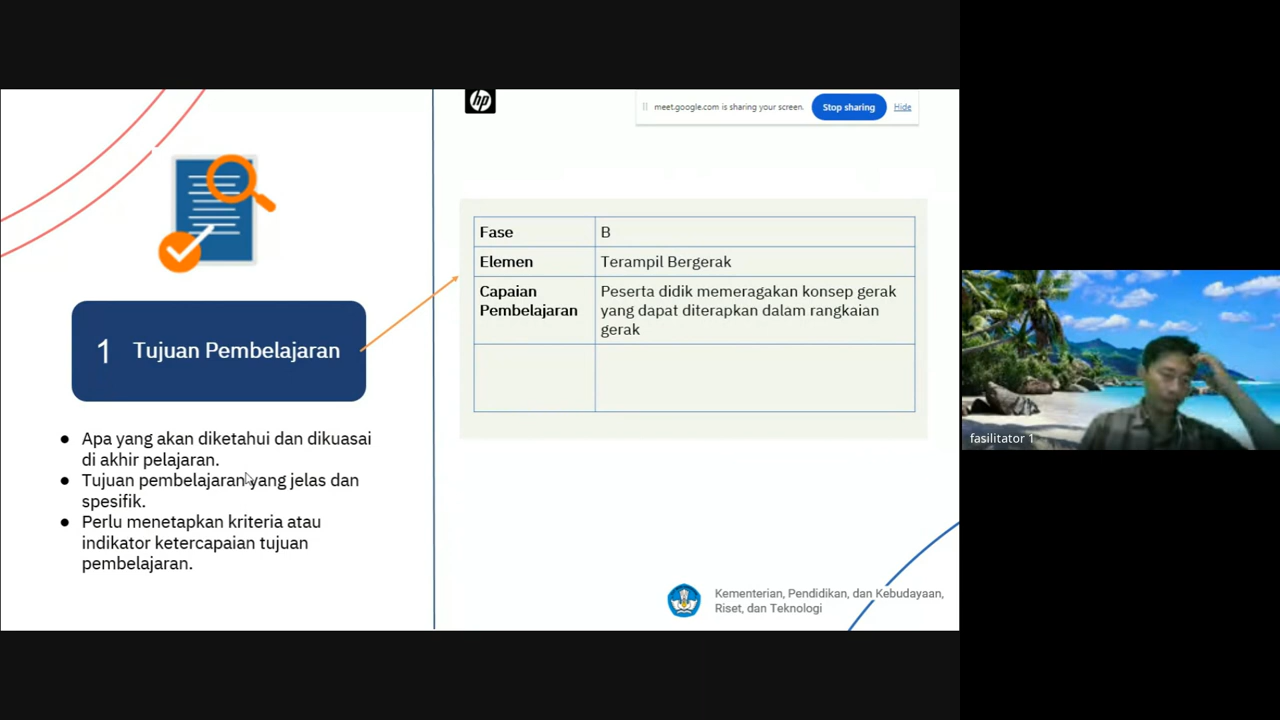 hp
meet.google.com is sharing your screen.
Stop sharing
Hide
1 Tujuan Pembelajaran
Apa yang akan diketahui dan dikuasai
di akhir pelajaran.
Tujuan pembelajaran yang jelas dan
spesifik.
Perlu menetapkan kriteria atau
indikator ketercapaian tujuan
pembelajaran.
Fase B
Elemen Terampil Bergerak
Capaian Pembelajaran
Peserta didik memeragakan konsep gerak
yang dapat diterapkan dalam rangkaian
gerak
Kementerian, Pendidikan, dan Kebudayaan,
Riset, dan Teknologi
fasilitator 1